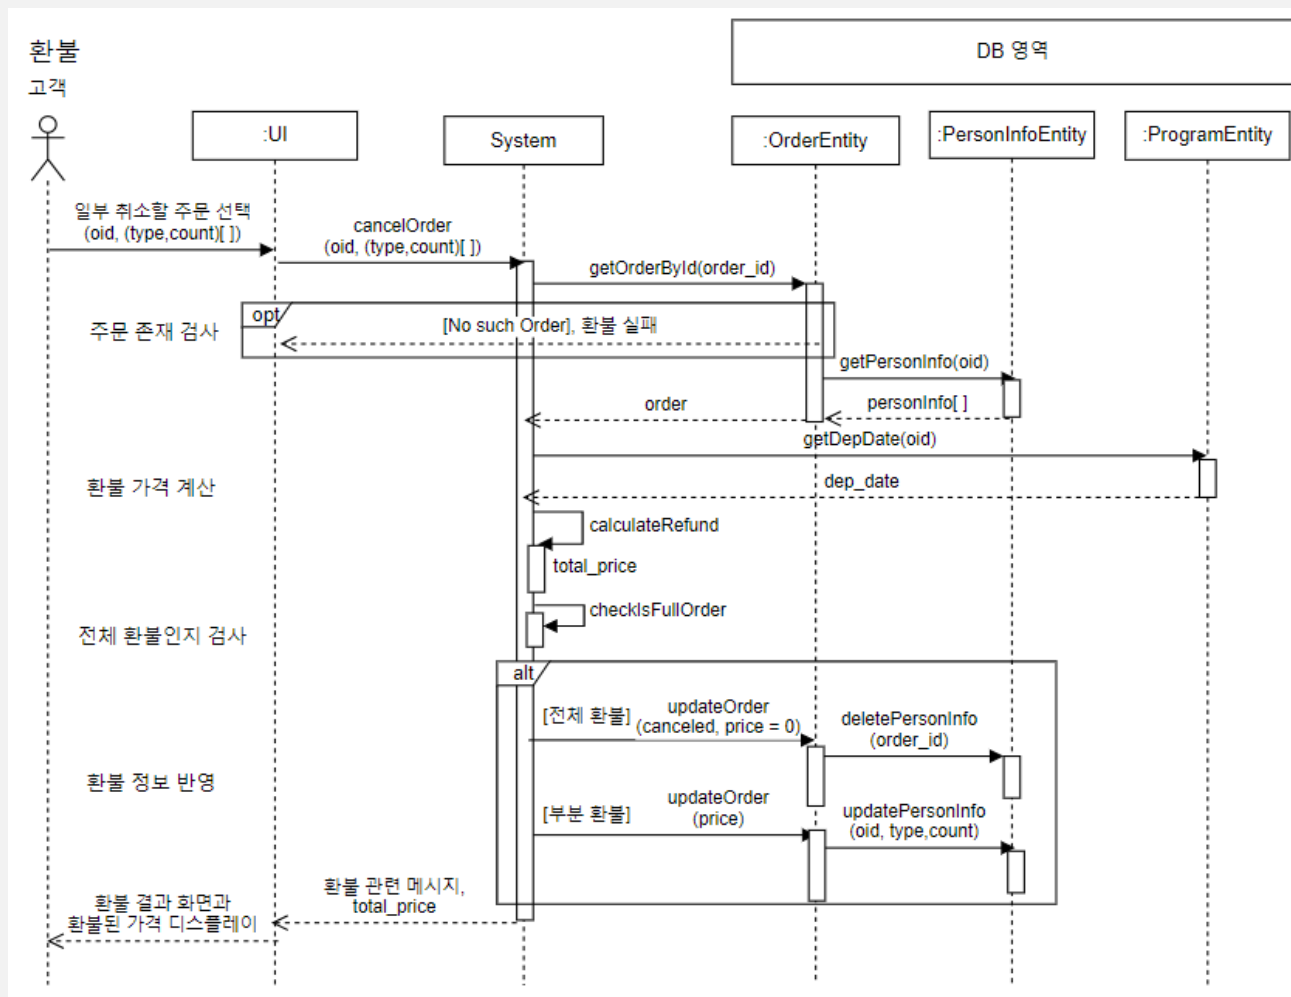 환불
고객
DB 영역
:UI
System
:OrderEntity
:PersonInfoEntity
:ProgramEntity
일부 취소할 주문 선택
(oid, (type,count)[ ])
cancelOrder
(oid, (type,count)[ ])
getOrderById(order_id)
opt
[No such Order], 환불 실패
주문 존재 검사
getPersonInfo(oid)
personInfo[ ]
order
getDepDate(oid)
dep_date
환불 가격 계산
calculateRefund
total_price
checkIsFullOrder
전체 환불인지 검사
alt
[전체 환불]
updateOrder
(canceled, price = 0)
deletePersonInfo
(order_id)
환불 정보 반영
[부분 환불]
updateOrder
(price)
updatePersonInfo
(oid, type,count)
환불 관련 메시지,
total_price
환불 결과 화면과
환불된 가격 디스플레이